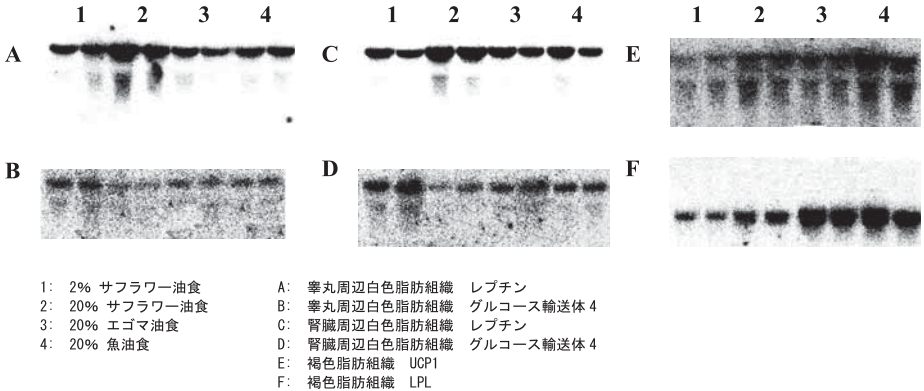 1 2 3 4
1 2 3 4
1 2 3 4
A
C
E
B
D
F
1: 2% サフラワー油食
2: 20% サフラワー油食
3: 20% エゴマ油食
4: 20% 魚油食
A: 睾丸周辺白色脂肪組織 レプチン
B: 睾丸周辺白色脂肪組織 グルコース輸送体4
C: 腎臓周辺白色脂肪組織 レプチン
D: 腎臓周辺白色脂肪組織 グルコース輸送体4
E: 褐色脂肪組織 UCP1
F: 褐色脂肪組織 LPL